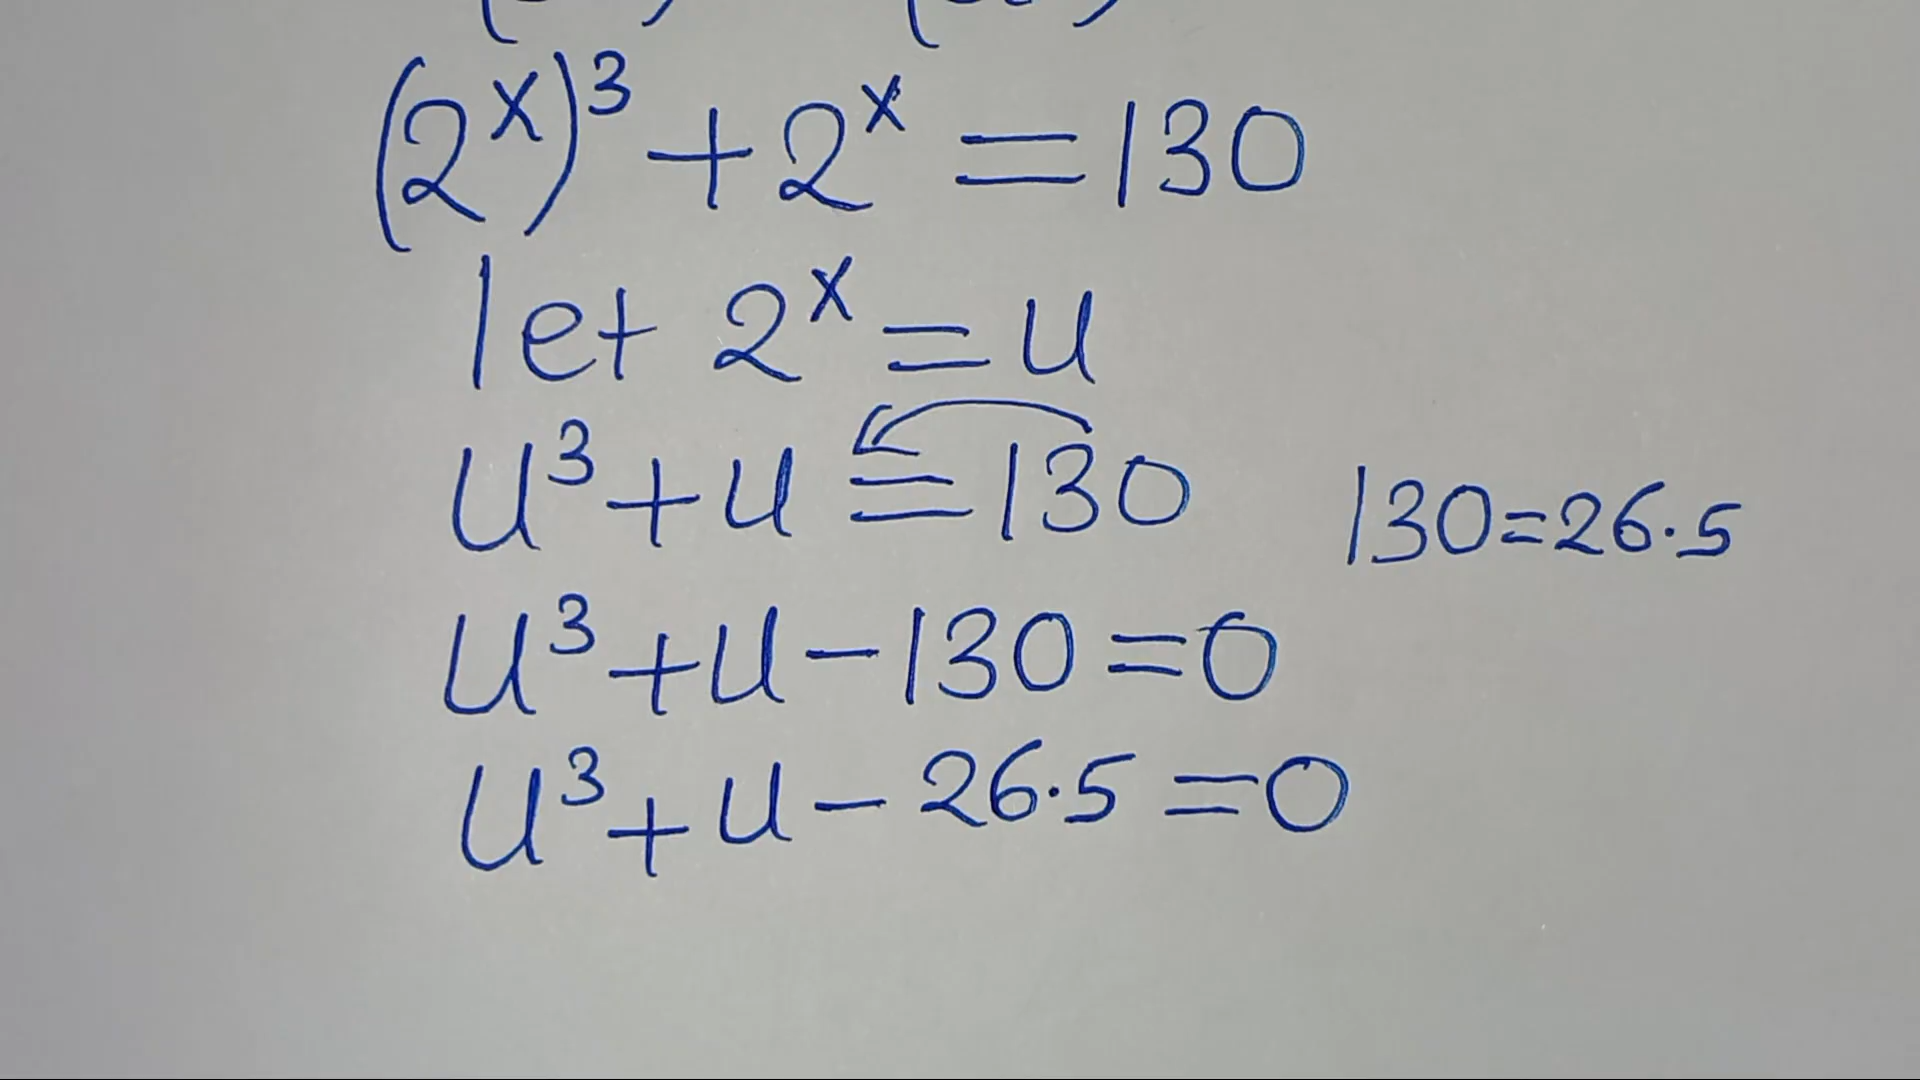 (2^x)^3 + 2^x = 130
let 2^x = u
u^3 + u = 130
130=26·5
u^3 + u − 130 = 0
u^3 + u − 26·5 = 0